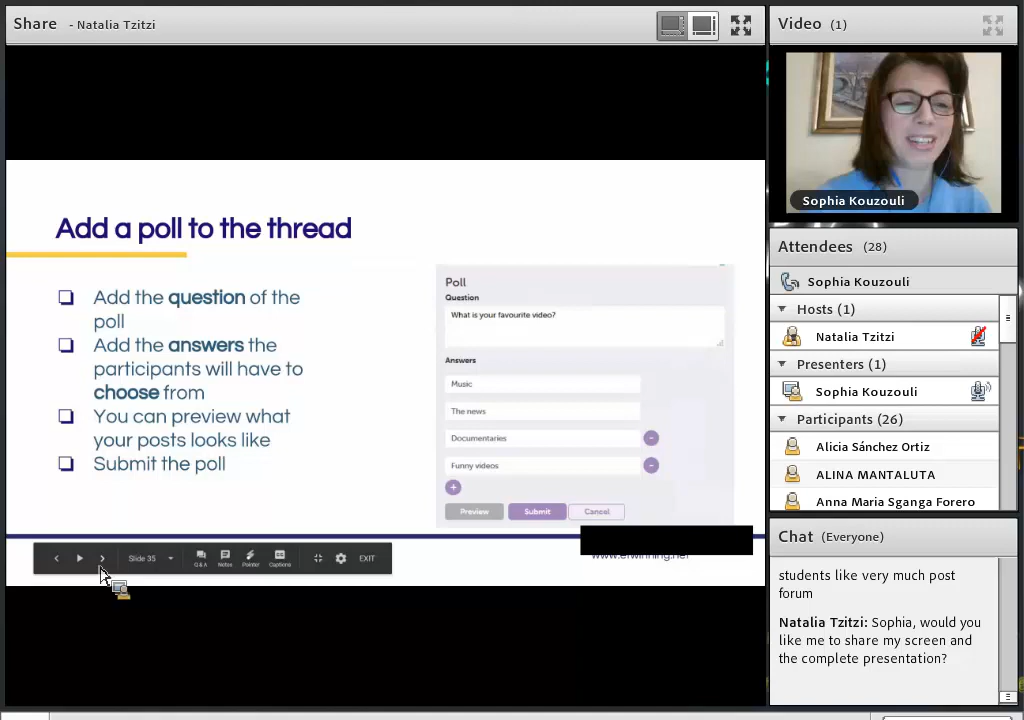 Share - Natalia Tzitzi
Add a poll to the thread
Add the question of the
poll
Add the answers the
participants will have to
choose from
You can preview what
your posts looks like
Submit the poll
Poll
Question
What is your favourite video?
Answers
Music
The news
Documentaries
Funny videos
Preview Submit Cancel
Slide 35
Q&A Notes Pointer Captions
EXIT
Video (1)
Sophia Kouzouli
Attendees (28)
Sophia Kouzouli
Hosts (1)
Natalia Tzitzi
Presenters (1)
Sophia Kouzouli
Participants (26)
Alicia Sánchez Ortiz
ALINA MANTALUTA
Anna Maria Sganga Forero
Chat (Everyone)
students like very much post
forum
Natalia Tzitzi: Sophia, would you
like me to share my screen and
the complete presentation?